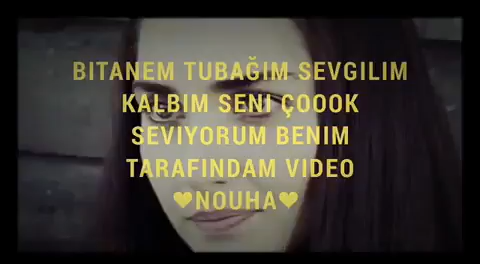 BITANEM TUBAĞIM SEVGILIM
KALBIM SENI ÇOOOK
SEVIYORUM BENIM
TARAFINDAM VIDEO
❤NOUHA❤